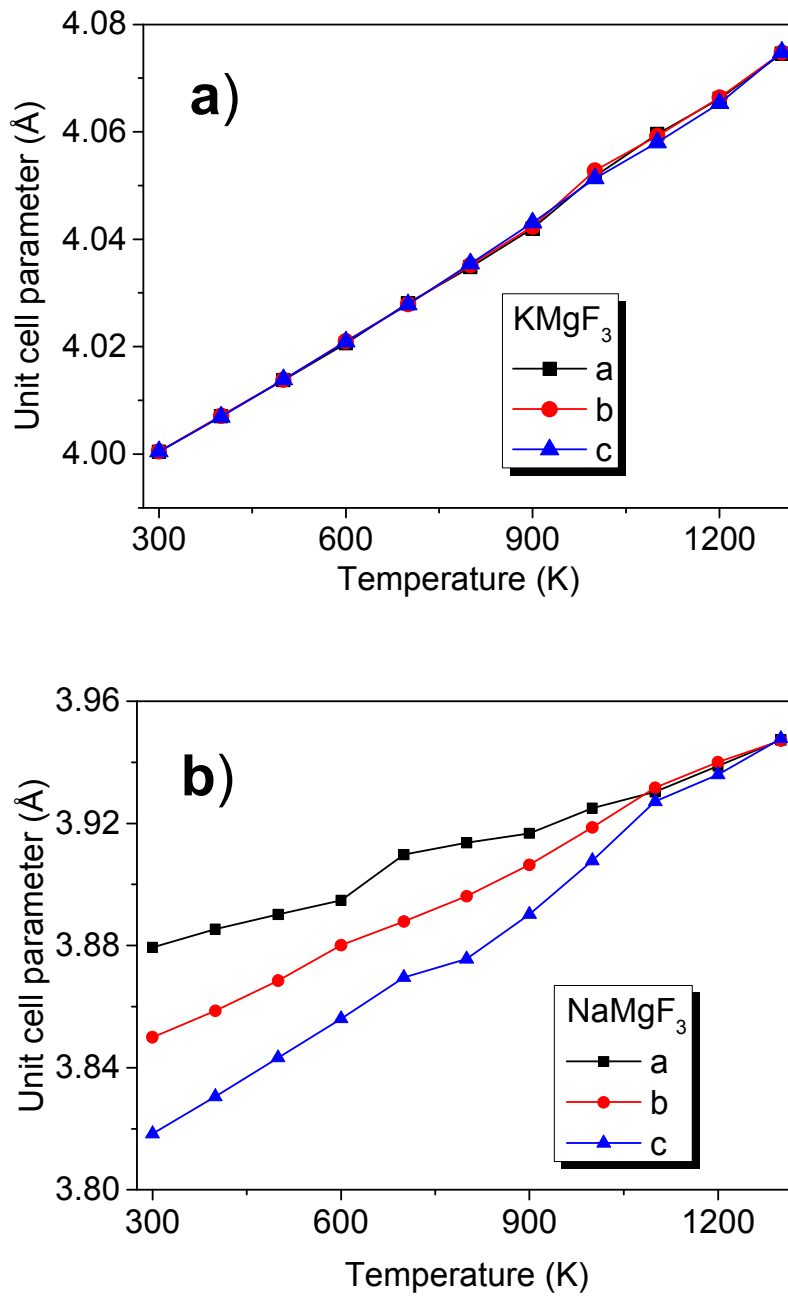 4.08
4.06
4.04
4.02
4.00
Unit cell parameter (Å)
a)
KMgF₃
a
b
c
300 600 900 1200
Temperature (K)
3.96
3.92
3.88
3.84
3.80
Unit cell parameter (Å)
b)
NaMgF₃
a
b
c
300 600 900 1200
Temperature (K)